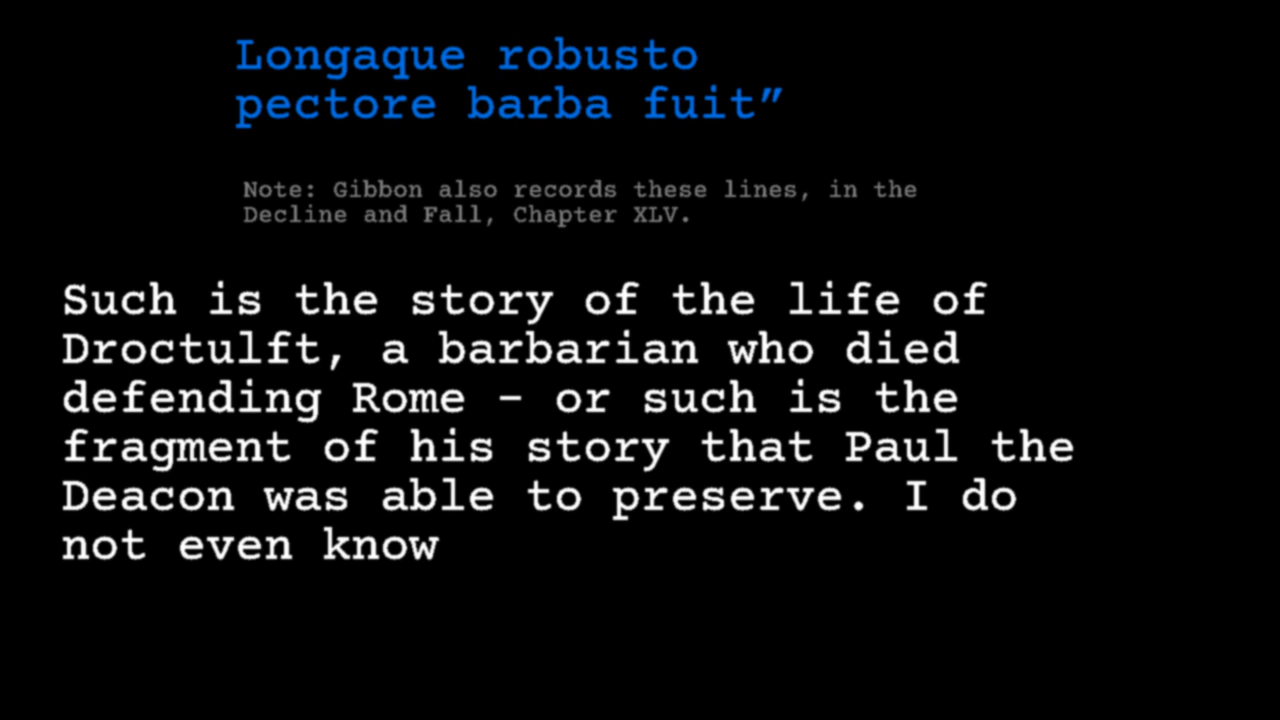 Longaque robusto
pectore barba fuit”
Note: Gibbon also records these lines, in the
Decline and Fall, Chapter XLV.
Such is the story of the life of
Droctulft, a barbarian who died
defending Rome – or such is the
fragment of his story that Paul the
Deacon was able to preserve. I do
not even know